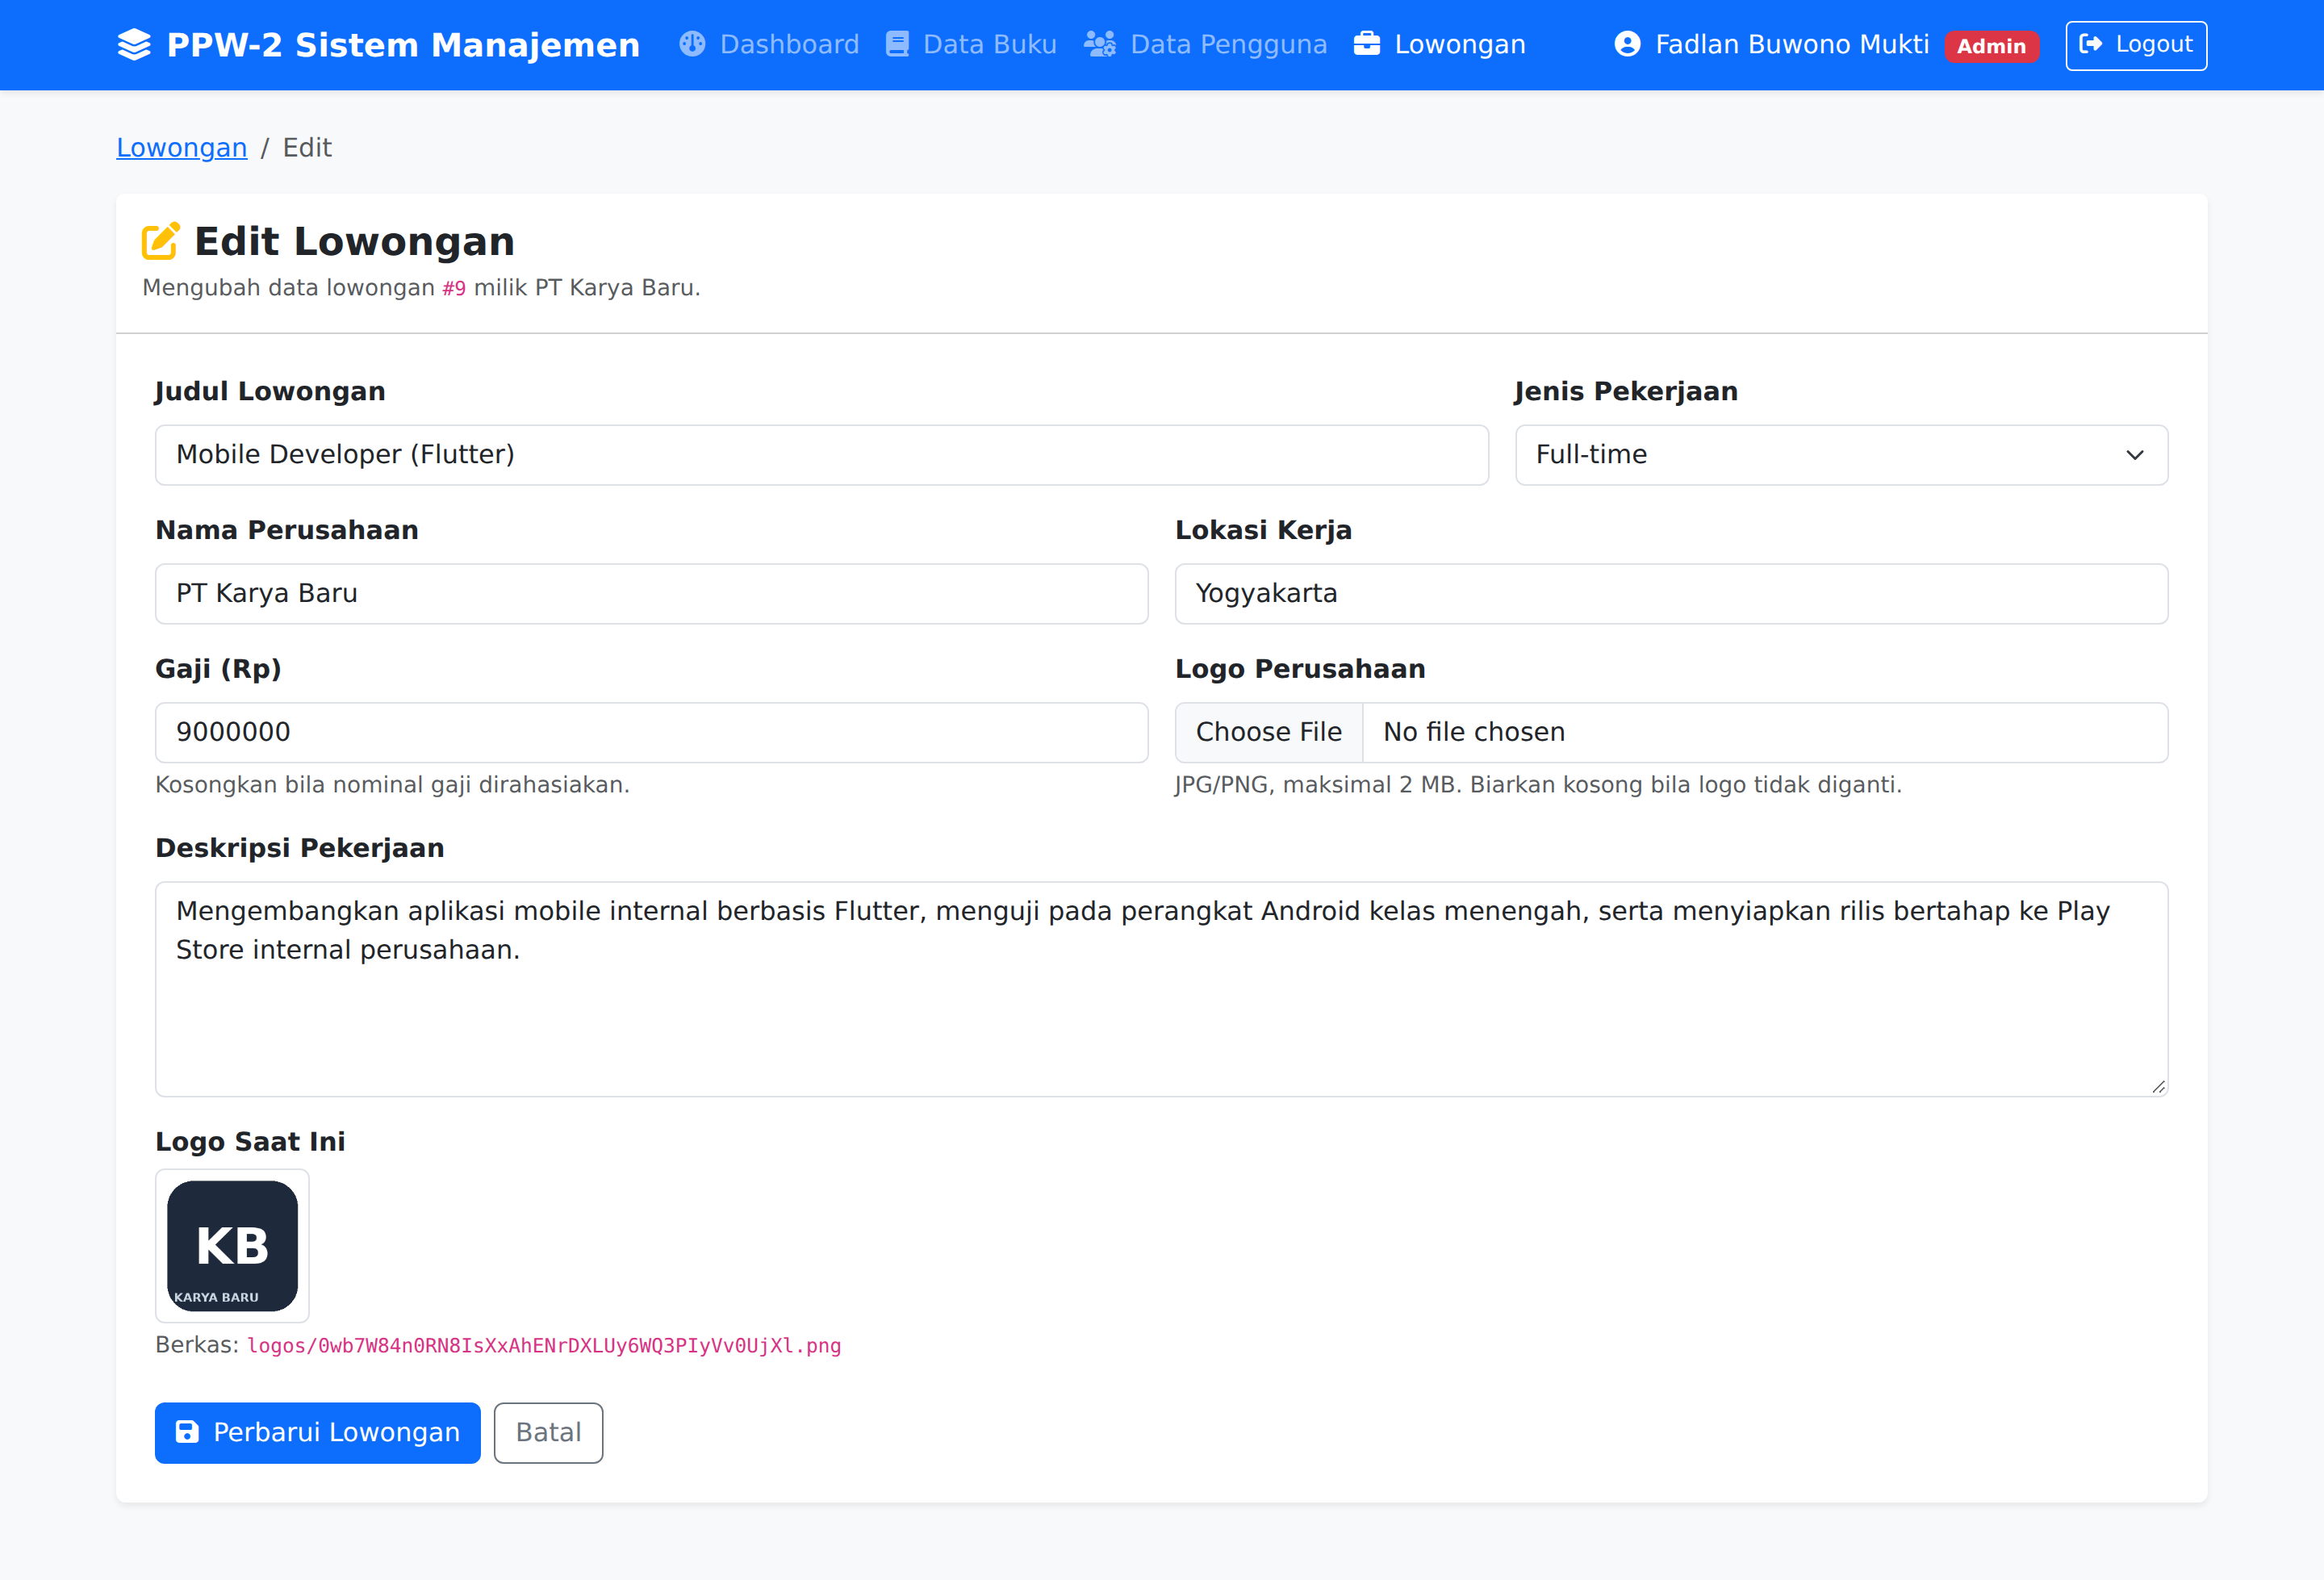 PPW-2 Sistem Manajemen Dashboard Data Buku Data Pengguna Lowongan Fadlan Buwono Mukti Admin Logout
Lowongan / Edit
Edit Lowongan
Mengubah data lowongan #9 milik PT Karya Baru.
Judul Lowongan Jenis Pekerjaan
Mobile Developer (Flutter) Full-time
Nama Perusahaan Lokasi Kerja
PT Karya Baru Yogyakarta
Gaji (Rp) Logo Perusahaan
9000000 Choose File No file chosen
Kosongkan bila nominal gaji dirahasiakan. JPG/PNG, maksimal 2 MB. Biarkan kosong bila logo tidak diganti.
Deskripsi Pekerjaan
Mengembangkan aplikasi mobile internal berbasis Flutter, menguji pada perangkat Android kelas menengah, serta menyiapkan rilis bertahap ke Play
Store internal perusahaan.
Logo Saat Ini
KB
KARYA BARU
Berkas: logos/0wb7W84n0RN8IsXxAhENrDXLUy6WQ3PIyVv0UjXl.png
Perbarui Lowongan Batal